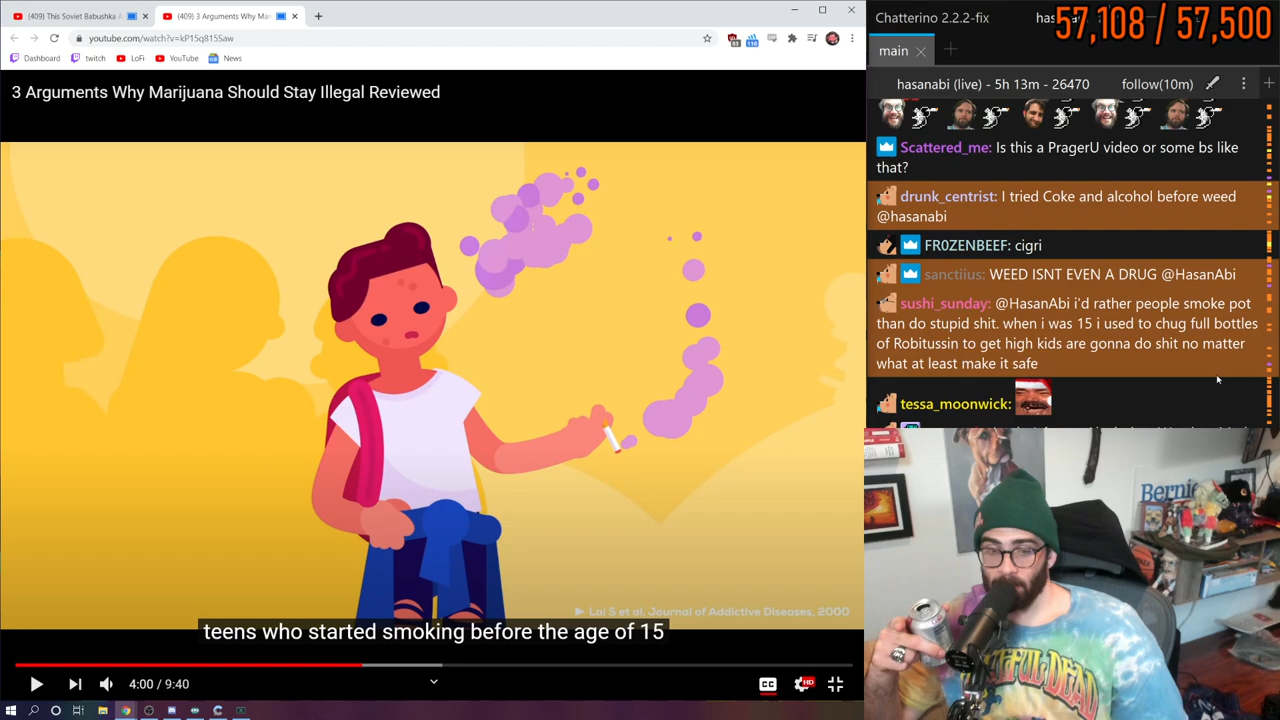 (409) This Soviet Babushka
(409) 3 Arguments Why Mari
youtube.com/watch?v=kP15q815Saw
Dashboard
twitch
LoFi
YouTube
News
3 Arguments Why Marijuana Should Stay Illegal Reviewed
Lai S et al, Journal of Addictive Diseases, 2000
teens who started smoking before the age of 15
4:00 / 9:40
CC
HD
Chatterino 2.2.2-fix
57,108 / 57,500
main
hasanabi (live) - 5h 13m - 26470
follow(10m)
Scattered_me: Is this a PragerU video or some bs like
that?
drunk_centrist: I tried Coke and alcohol before weed
@hasanabi
FR0ZENBEEF: cigri
sanctiius: WEED ISNT EVEN A DRUG @HasanAbi
sushi_sunday: @HasanAbi i'd rather people smoke pot
than do stupid shit. when i was 15 i used to chug full bottles
of Robitussin to get high kids are gonna do shit no matter
what at least make it safe
tessa_moonwick:
Bernie